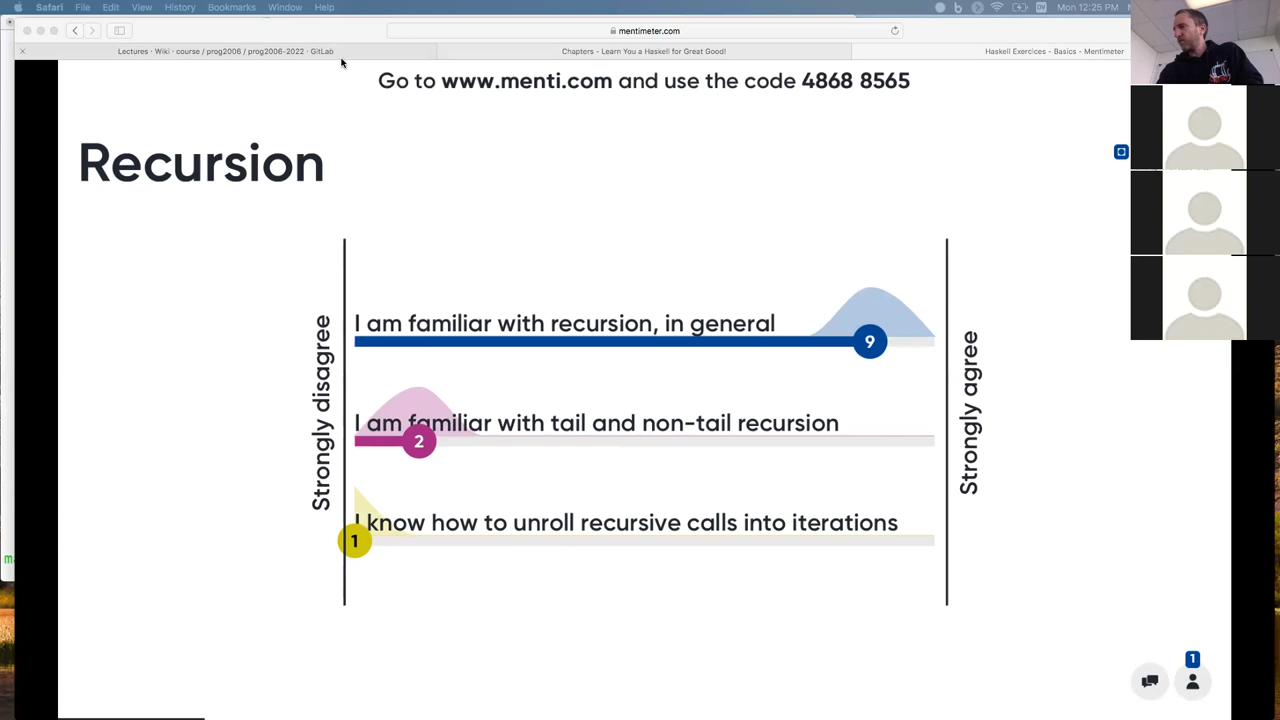 Safari File Edit View History Bookmarks Window Help
Mon 12:25 PM
mentimeter.com
Lectures · Wiki · course / prog2006 / prog2006-2022 · GitLab
Chapters - Learn You a Haskell for Great Good!
Haskell Exercices - Basics - Mentimeter
Go to www.menti.com and use the code 4868 8565
Recursion
Strongly disagree
I am familiar with recursion, in general
9
I am familiar with tail and non-tail recursion
2
I know how to unroll recursive calls into iterations
1
Strongly agree
1